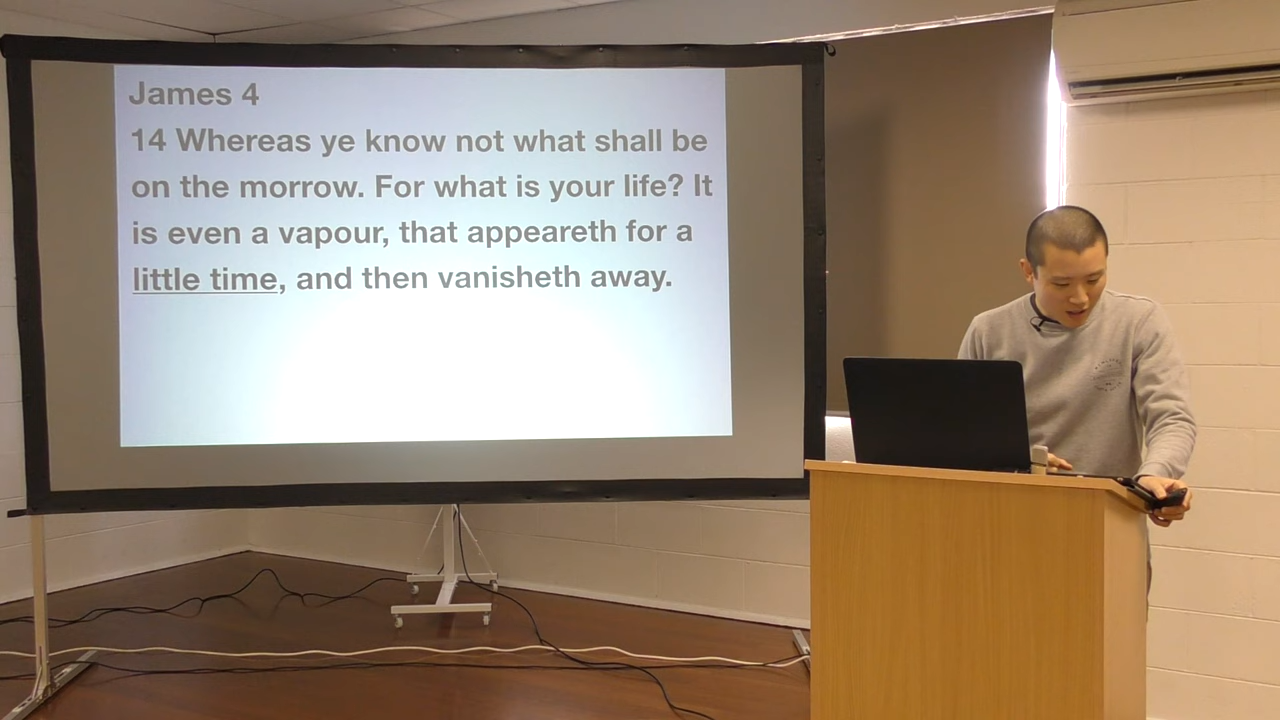 James 4
14 Whereas ye know not what shall be
on the morrow. For what is your life? It
is even a vapour, that appeareth for a
little time, and then vanisheth away.